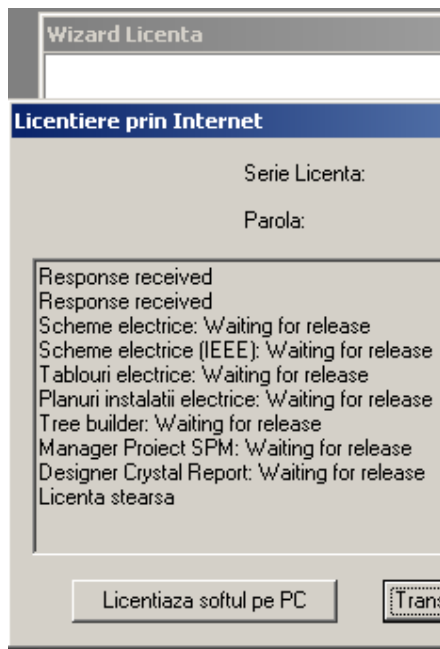 Wizard Licenta
Licentiere prin Internet
Serie Licenta:
Parola:
Response received
Response received
Scheme electrice: Waiting for release
Scheme electrice (IEEE): Waiting for release
Tablouri electrice: Waiting for release
Planuri instalatii electrice: Waiting for release
Tree builder: Waiting for release
Manager Proiect SPM: Waiting for release
Designer Crystal Report: Waiting for release
Licenta stearsa
Licentiaza softul pe PC